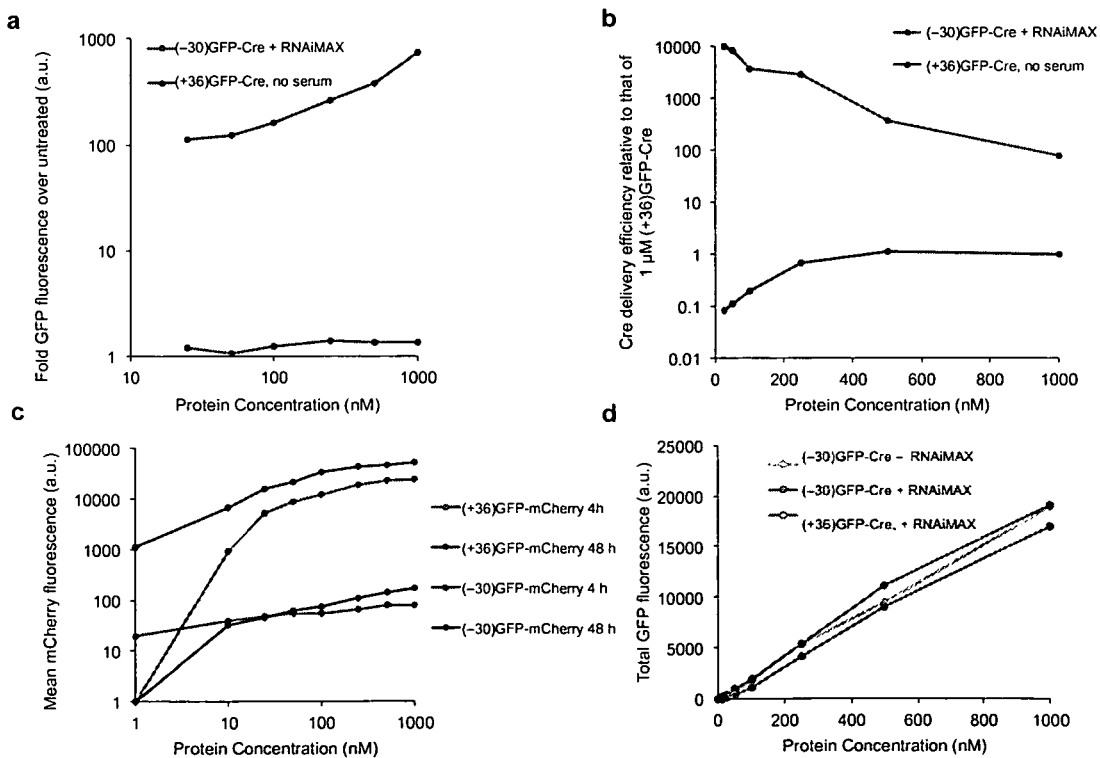 a
Fold GFP fluorescence over untreated (a.u.)
1000
100
10
1
(−30)GFP-Cre + RNAiMAX
(+36)GFP-Cre, no serum
10
100
1000
Protein Concentration (nM)
b
Cre delivery efficiency relative to that of
1 µM (+36)GFP-Cre
10000
1000
100
10
1
0.1
0.01
(−30)GFP-Cre + RNAiMAX
(+36)GFP-Cre, no serum
0
200
400
600
800
1000
Protein Concentration (nM)
c
Mean mCherry fluorescence (a.u.)
100000
10000
1000
100
10
1
(+36)GFP-mCherry 4h
(+36)GFP-mCherry 48 h
(−30)GFP-mCherry 4 h
(−30)GFP-mCherry 48 h
1
10
100
1000
Protein Concentration (nM)
d
Total GFP fluorescence (a.u.)
25000
20000
15000
10000
5000
0
(−30)GFP-Cre − RNAiMAX
(−30)GFP-Cre + RNAiMAX
(+36)GFP-Cre, + RNAiMAX
0
200
400
600
800
1000
Protein Concentration (nM)